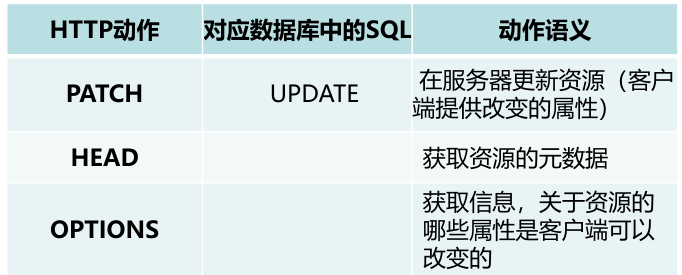 HTTP动作 对应数据库中的SQL 动作语义
PATCH UPDATE 在服务器更新资源（客户
端提供改变的属性）
HEAD 获取资源的元数据
获取信息，关于资源的
OPTIONS 哪些属性是客户端可以
改变的